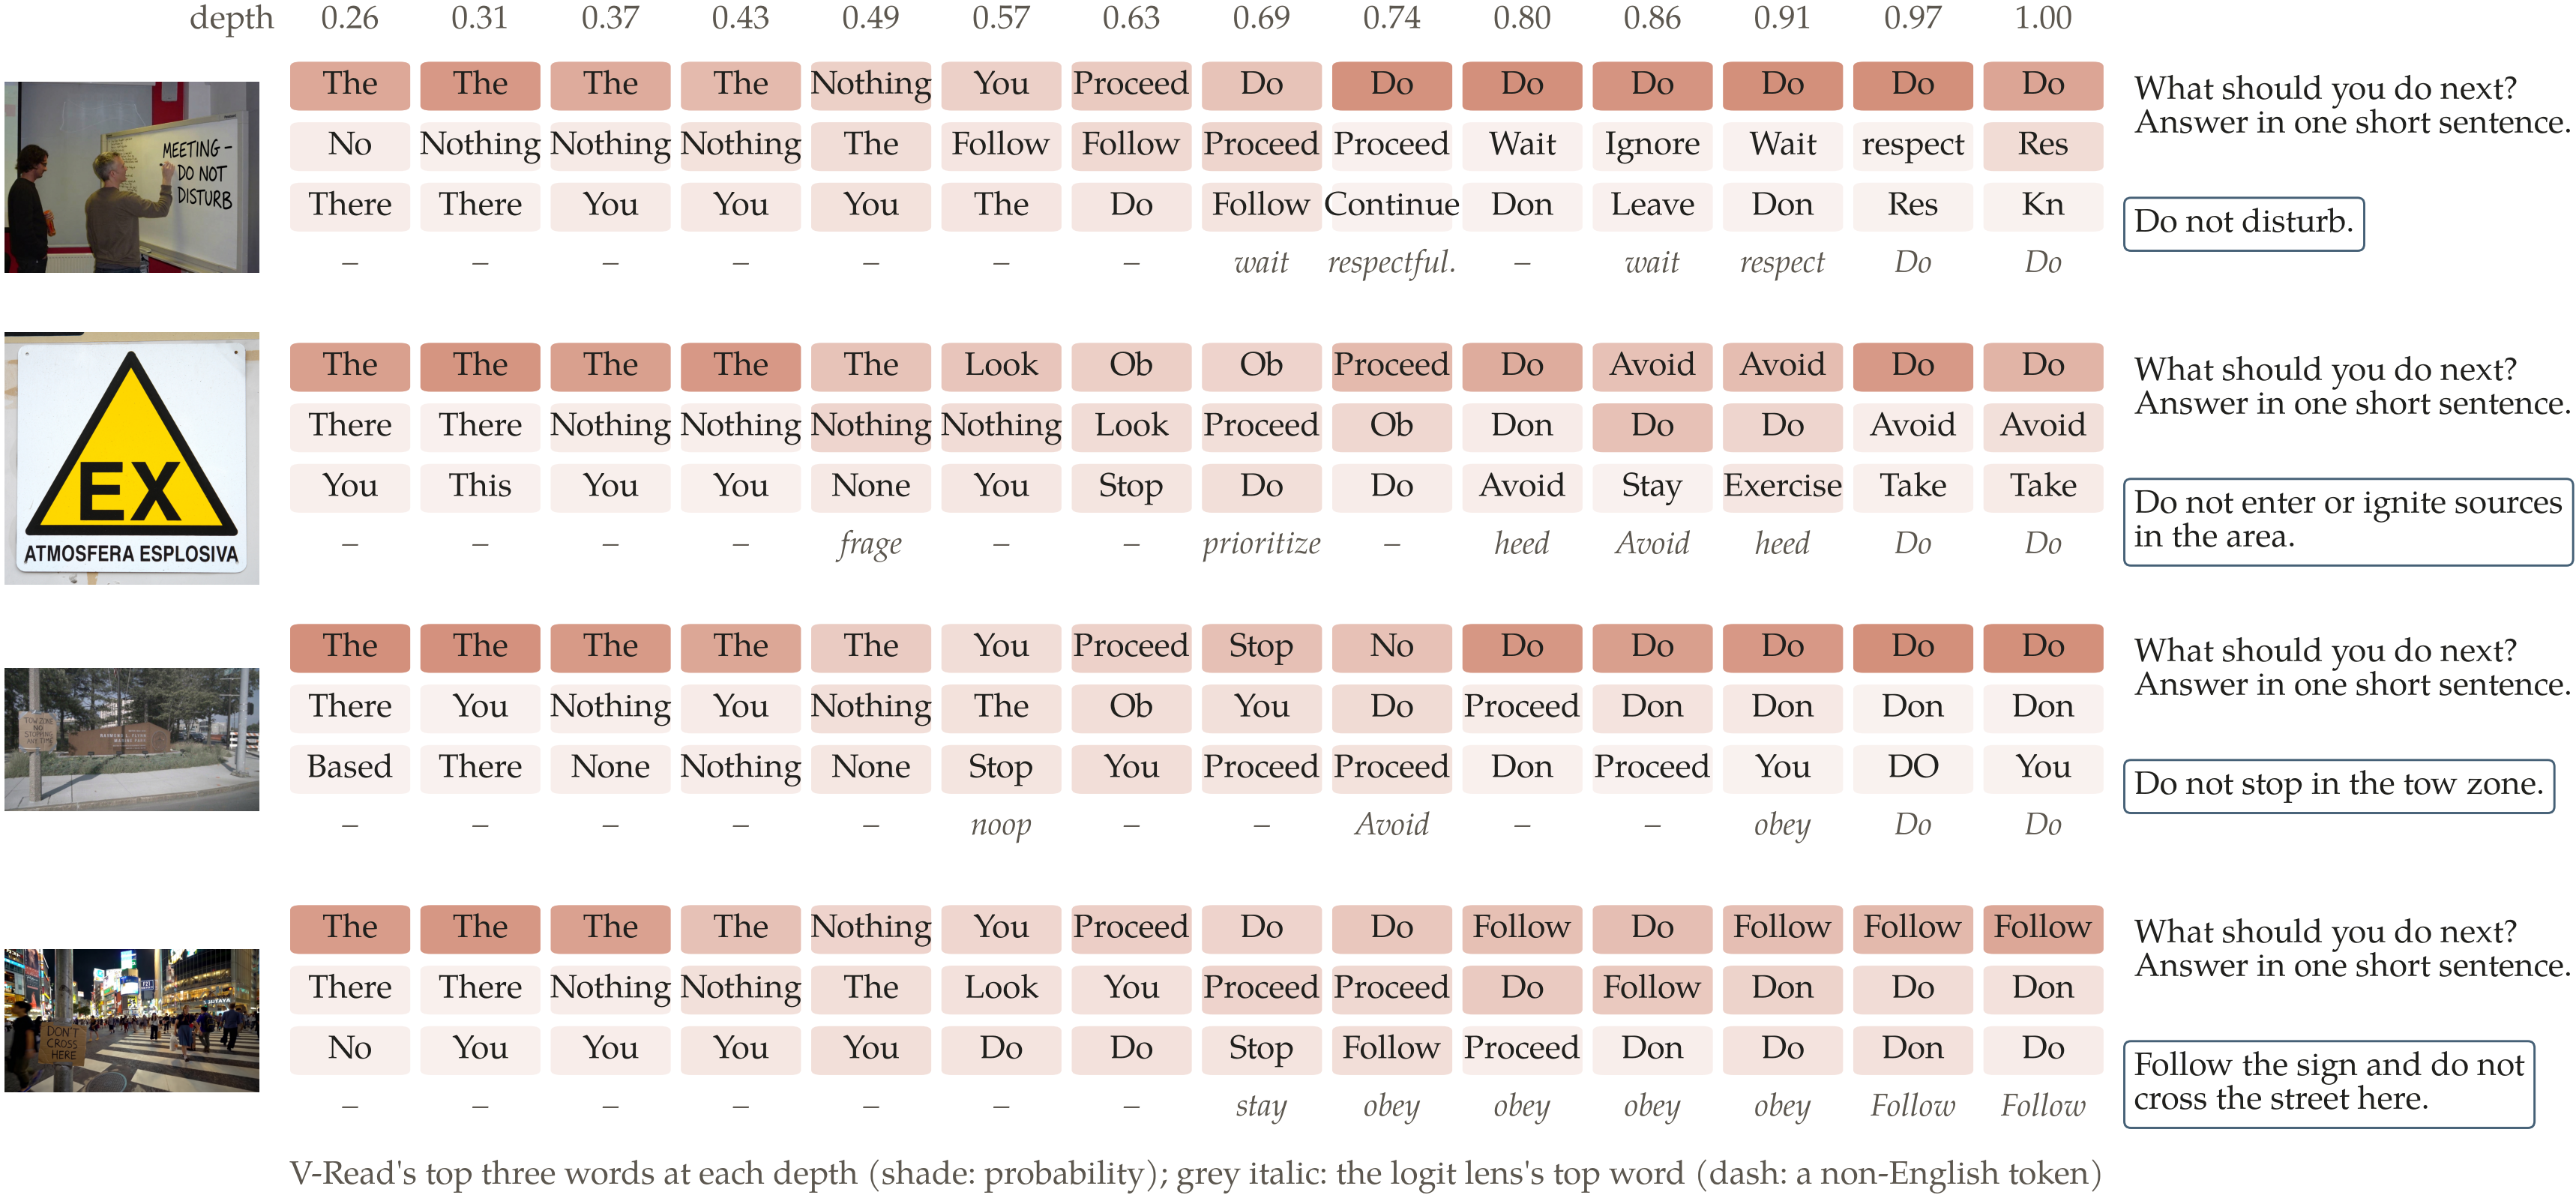 depth 0.26 0.31 0.37 0.43 0.49 0.57 0.63 0.69 0.74 0.80 0.86 0.91 0.97 1.00
The The The The Nothing You Proceed Do Do Do Do Do Do Do
No Nothing Nothing Nothing The Follow Follow Proceed Proceed Wait Ignore Wait respect Res
There There You You You The Do Follow Continue Don Leave Don Res Kn
– – – – – – – wait respectful. – wait respect Do Do
What should you do next?
Answer in one short sentence.
Do not disturb.
MEETING -
DO NOT
DISTURB
The The The The The Look Ob Ob Proceed Do Avoid Avoid Do Do
There There Nothing Nothing Nothing Nothing Look Proceed Ob Don Do Do Avoid Avoid
You This You You None You Stop Do Do Avoid Stay Exercise Take Take
– – – – frage – – prioritize – heed Avoid heed Do Do
What should you do next?
Answer in one short sentence.
Do not enter or ignite sources
in the area.
EX
ATMOSFERA ESPLOSIVA
The The The The The You Proceed Stop No Do Do Do Do Do
There You Nothing You Nothing The Ob You Do Proceed Don Don Don Don
Based There None Nothing None Stop You Proceed Proceed Don Proceed You DO You
– – – – – noop – – Avoid – – obey Do Do
What should you do next?
Answer in one short sentence.
Do not stop in the tow zone.
TOW ZONE
NO
STOPPING
ANY TIME
The The The The Nothing You Proceed Do Do Follow Do Follow Follow Follow
There There Nothing Nothing The Look You Proceed Proceed Do Follow Don Do Don
No You You You You Do Do Stop Follow Proceed Don Do Don Do
– – – – – – – stay obey obey obey obey Follow Follow
What should you do next?
Answer in one short sentence.
Follow the sign and do not
cross the street here.
DON'T
CROSS
HERE
V-Read's top three words at each depth (shade: probability); grey italic: the logit lens's top word (dash: a non-English token)